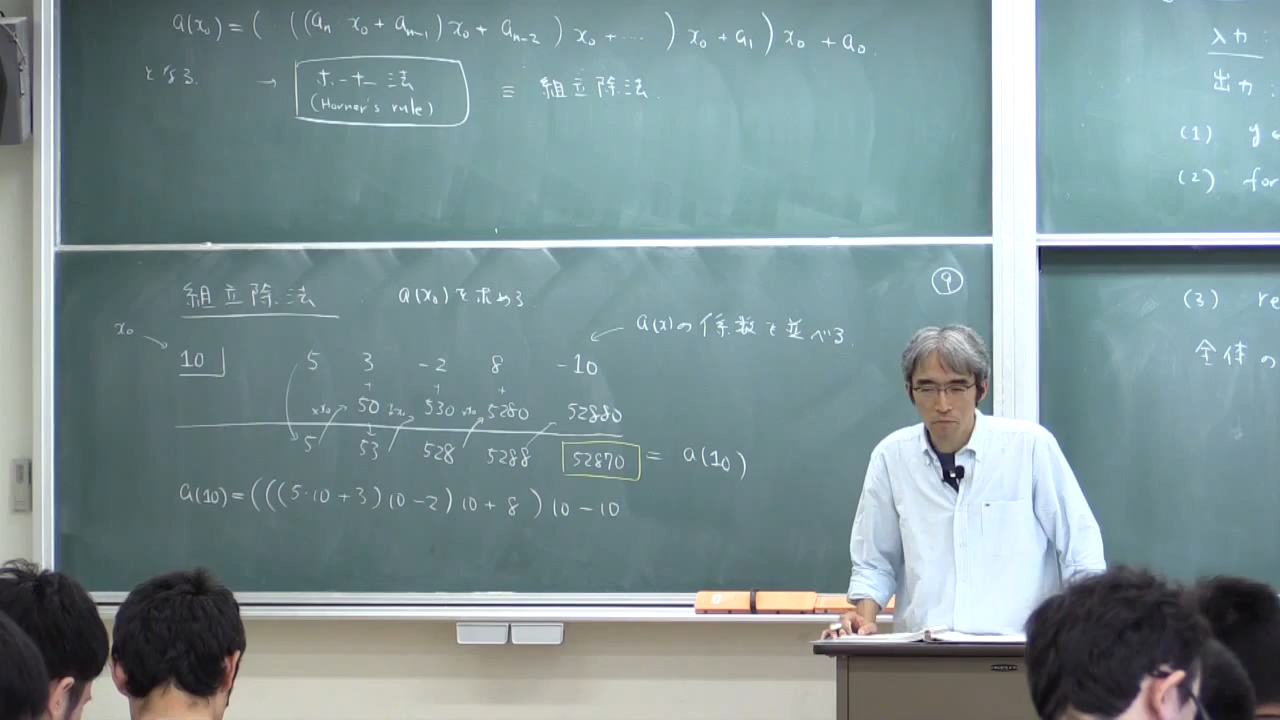 a(x₀) = ( ... ((aₙ x₀ + aₙ₋₁) x₀ + aₙ₋₂ ) x₀ + ... ) x₀ + a₁ ) x₀ + a₀.
となる. → ホーナー法 ≡ 組立除法.
(Horner's rule)
入力:
出力:
(1) y ←
(2) for
⑨
組立除法 a(x₀)を求める
x₀ a(x)の係数を並べる.
10 5 3 -2 8 -10
+ + +
×x₀ 50 ×x₀ 530 ×x₀ 5280 52880
5 53 528 5288 52870 = a(10)
a(10) = (((5·10 + 3) 10 - 2) 10 + 8 ) 10 - 10
(3) re
全体の